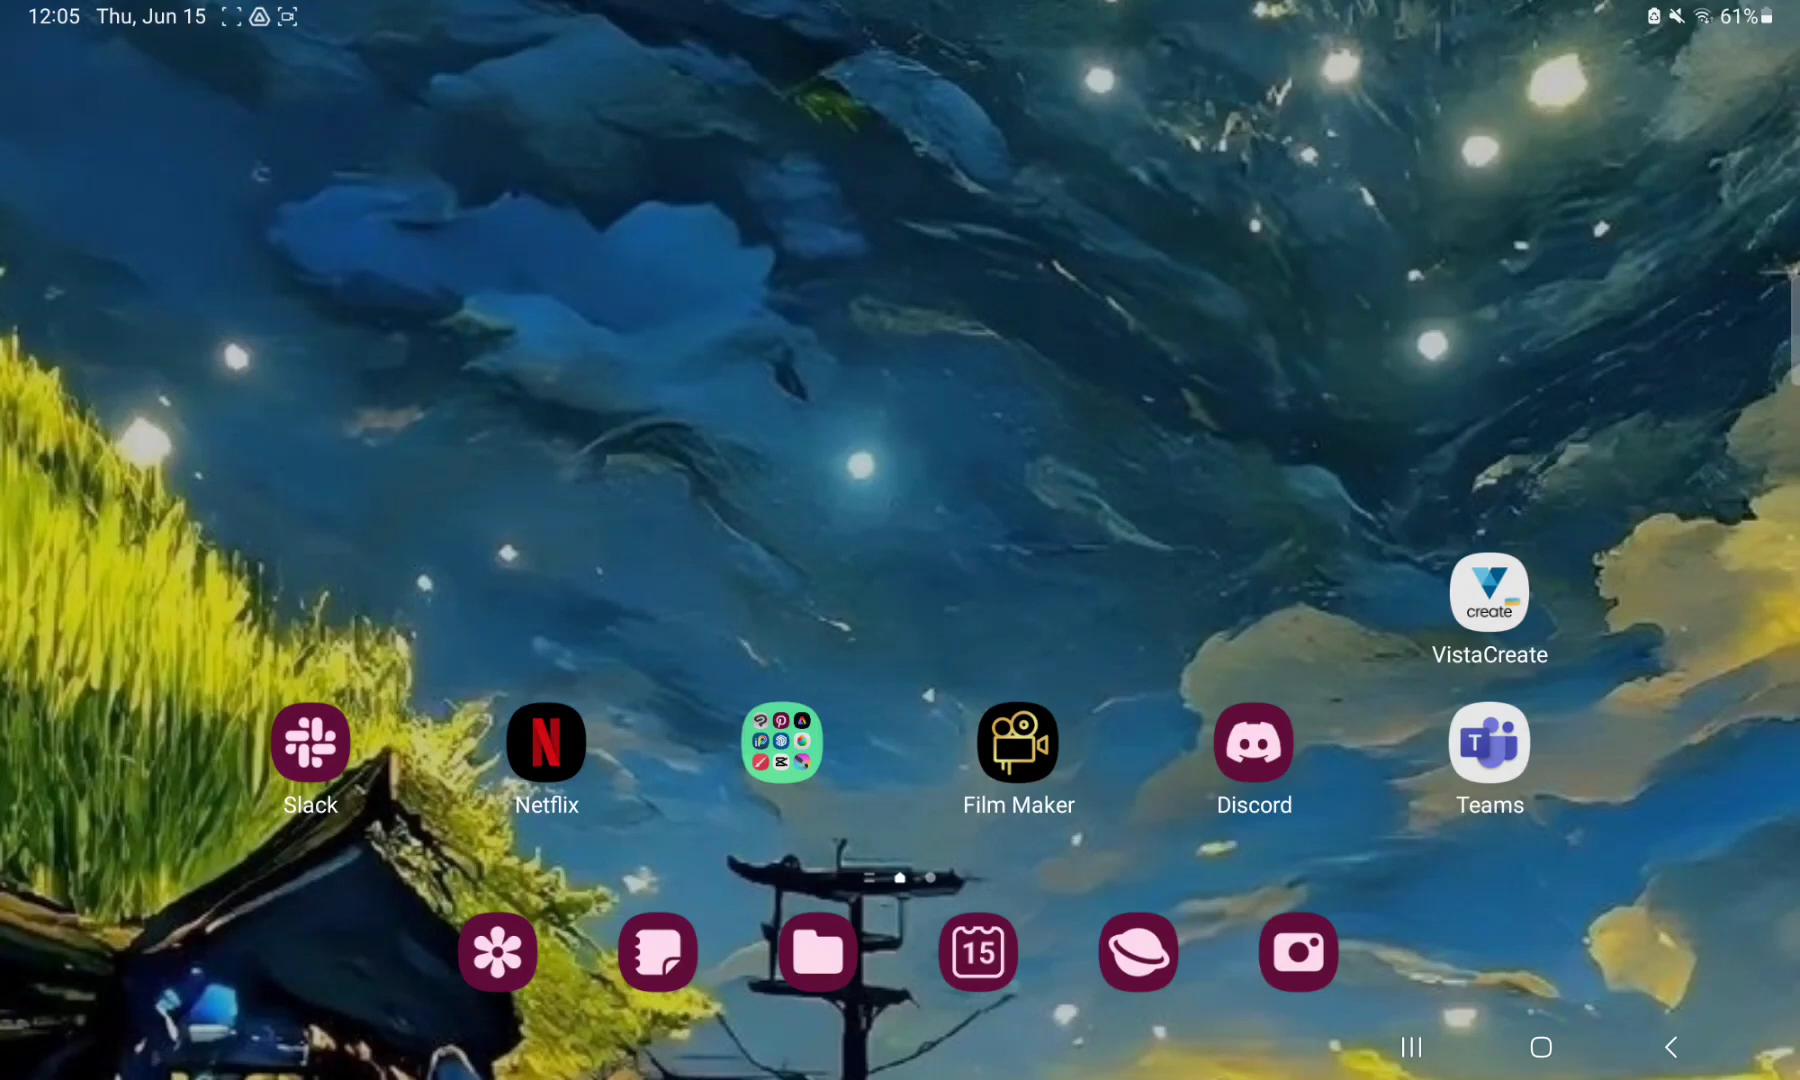 12:05 Thu, Jun 15
61%
create
VistaCreate
N
T
Slack
Netflix
Film Maker
Discord
Teams
15